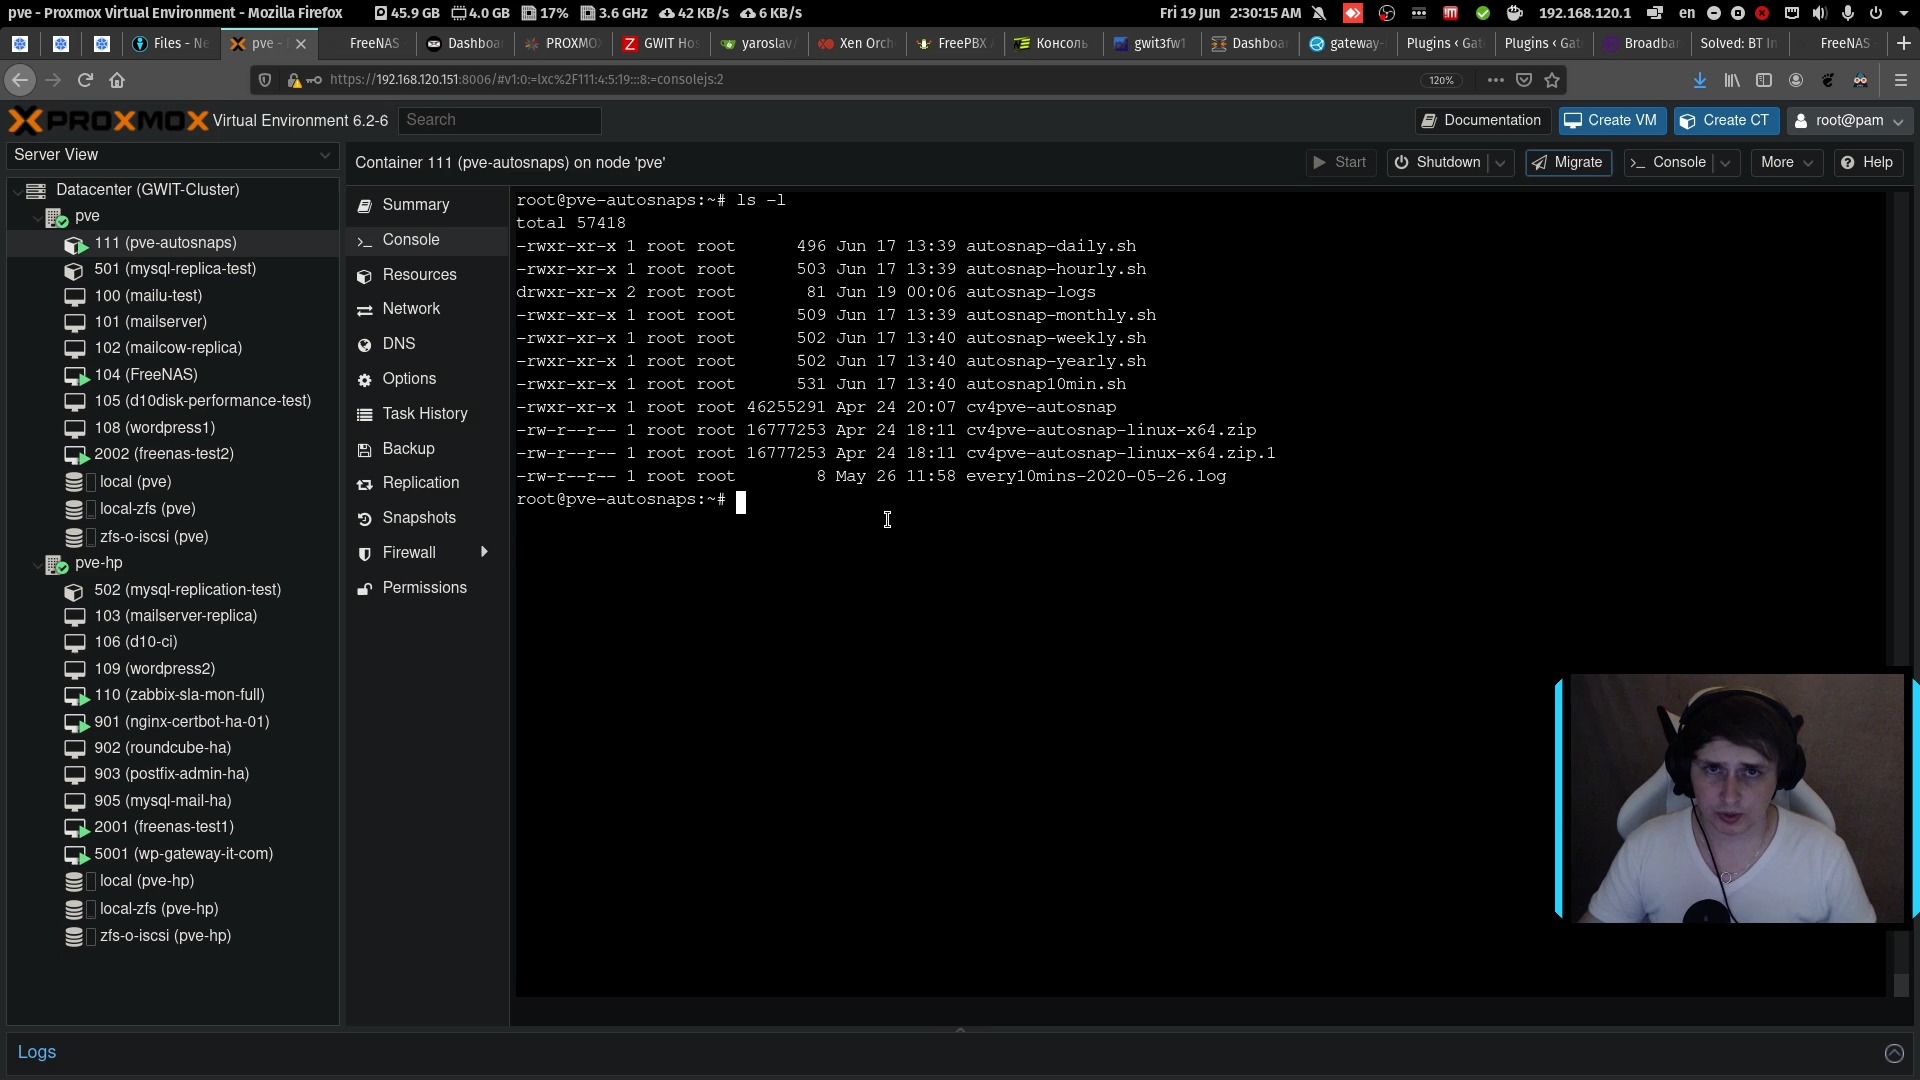 pve - Proxmox Virtual Environment - Mozilla Firefox
45.9 GB 4.0 GB 17% 3.6 GHz 42 KB/s 6 KB/s
Fri 19 Jun 2:30:15 AM 192.168.120.1 en
Files - Ne pve - FreeNAS Dashboa PROXMO GWIT Ho yaroslav/ Xen Orch FreePBX Консоль gwit3fw1 Dashboa gateway- Plugins ‹ Gat Plugins ‹ Gat Broadba Solved: BT In FreeNAS
https://192.168.120.151:8006/#v1:0:=lxc%2F111:4:5:19:::8:=consolejs:2 120%
PROXMOX Virtual Environment 6.2-6 Search Documentation Create VM Create CT root@pam
Server View
Container 111 (pve-autosnaps) on node 'pve' Start Shutdown Migrate Console More Help
Datacenter (GWIT-Cluster)
pve
111 (pve-autosnaps)
501 (mysql-replica-test)
100 (mailu-test)
101 (mailserver)
102 (mailcow-replica)
104 (FreeNAS)
105 (d10disk-performance-test)
108 (wordpress1)
2002 (freenas-test2)
local (pve)
local-zfs (pve)
zfs-o-iscsi (pve)
pve-hp
502 (mysql-replication-test)
103 (mailserver-replica)
106 (d10-ci)
109 (wordpress2)
110 (zabbix-sla-mon-full)
901 (nginx-certbot-ha-01)
902 (roundcube-ha)
903 (postfix-admin-ha)
905 (mysql-mail-ha)
2001 (freenas-test1)
5001 (wp-gateway-it-com)
local (pve-hp)
local-zfs (pve-hp)
zfs-o-iscsi (pve-hp)
Summary
Console
Resources
Network
DNS
Options
Task History
Backup
Replication
Snapshots
Firewall
Permissions
root@pve-autosnaps:~# ls -l
total 57418
-rwxr-xr-x 1 root root 496 Jun 17 13:39 autosnap-daily.sh
-rwxr-xr-x 1 root root 503 Jun 17 13:39 autosnap-hourly.sh
drwxr-xr-x 2 root root 81 Jun 19 00:06 autosnap-logs
-rwxr-xr-x 1 root root 509 Jun 17 13:39 autosnap-monthly.sh
-rwxr-xr-x 1 root root 502 Jun 17 13:40 autosnap-weekly.sh
-rwxr-xr-x 1 root root 502 Jun 17 13:40 autosnap-yearly.sh
-rwxr-xr-x 1 root root 531 Jun 17 13:40 autosnap10min.sh
-rwxr-xr-x 1 root root 46255291 Apr 24 20:07 cv4pve-autosnap
-rw-r--r-- 1 root root 16777253 Apr 24 18:11 cv4pve-autosnap-linux-x64.zip
-rw-r--r-- 1 root root 16777253 Apr 24 18:11 cv4pve-autosnap-linux-x64.zip.1
-rw-r--r-- 1 root root 8 May 26 11:58 every10mins-2020-05-26.log
root@pve-autosnaps:~#
Logs